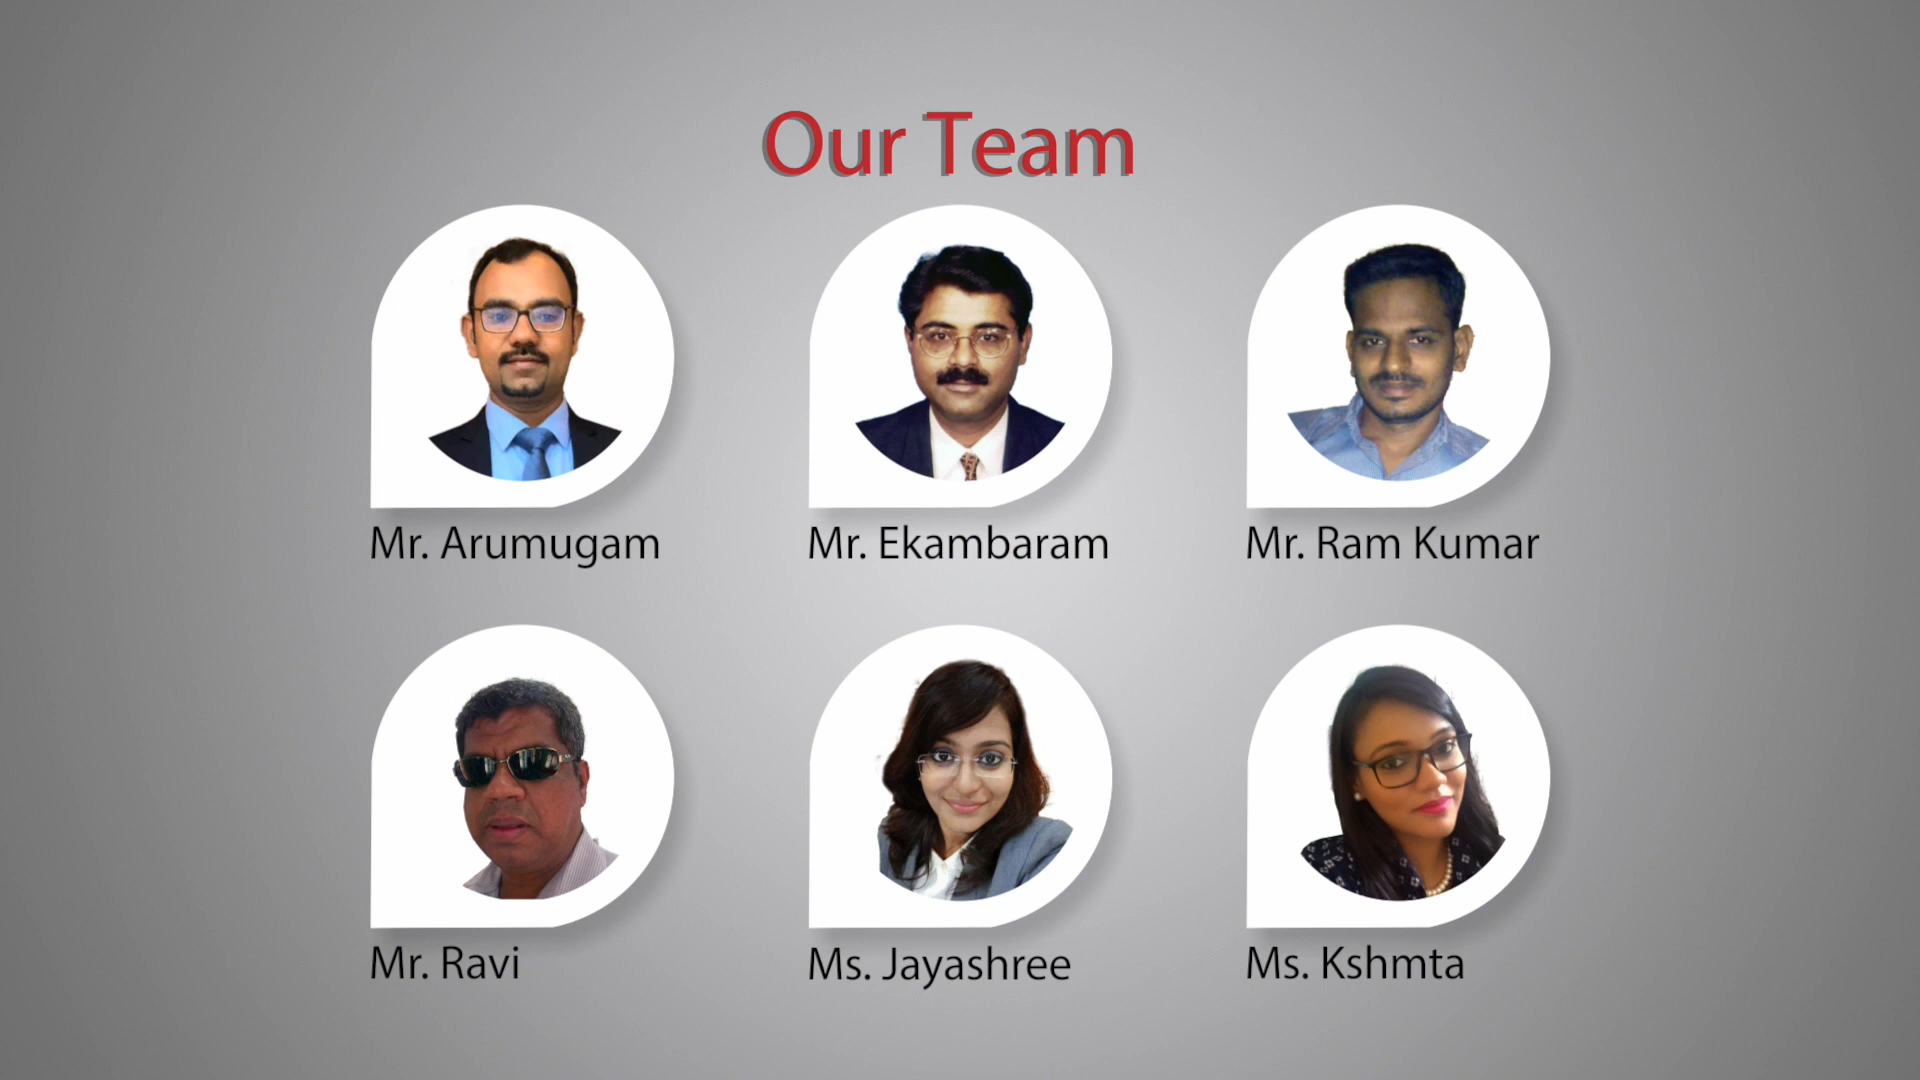 Our Team
Mr. Arumugam
Mr. Ekambaram
Mr. Ram Kumar
Mr. Ravi
Ms. Jayashree
Ms. Kshmta